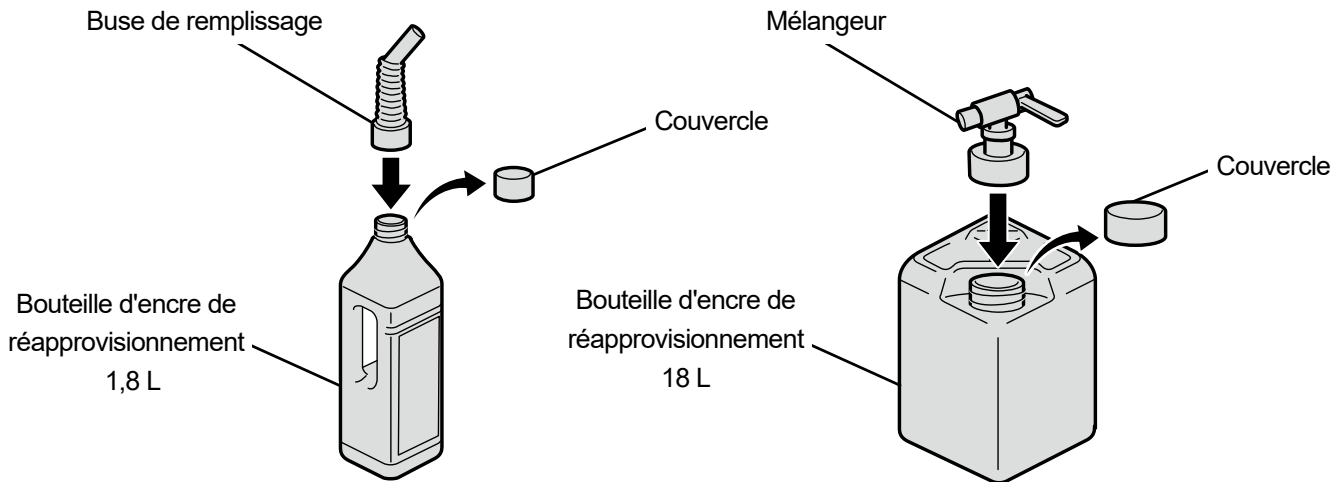 Buse de remplissage
Couvercle
Bouteille d'encre de
réapprovisionnement
1,8 L
Mélangeur
Couvercle
Bouteille d'encre de
réapprovisionnement
18 L